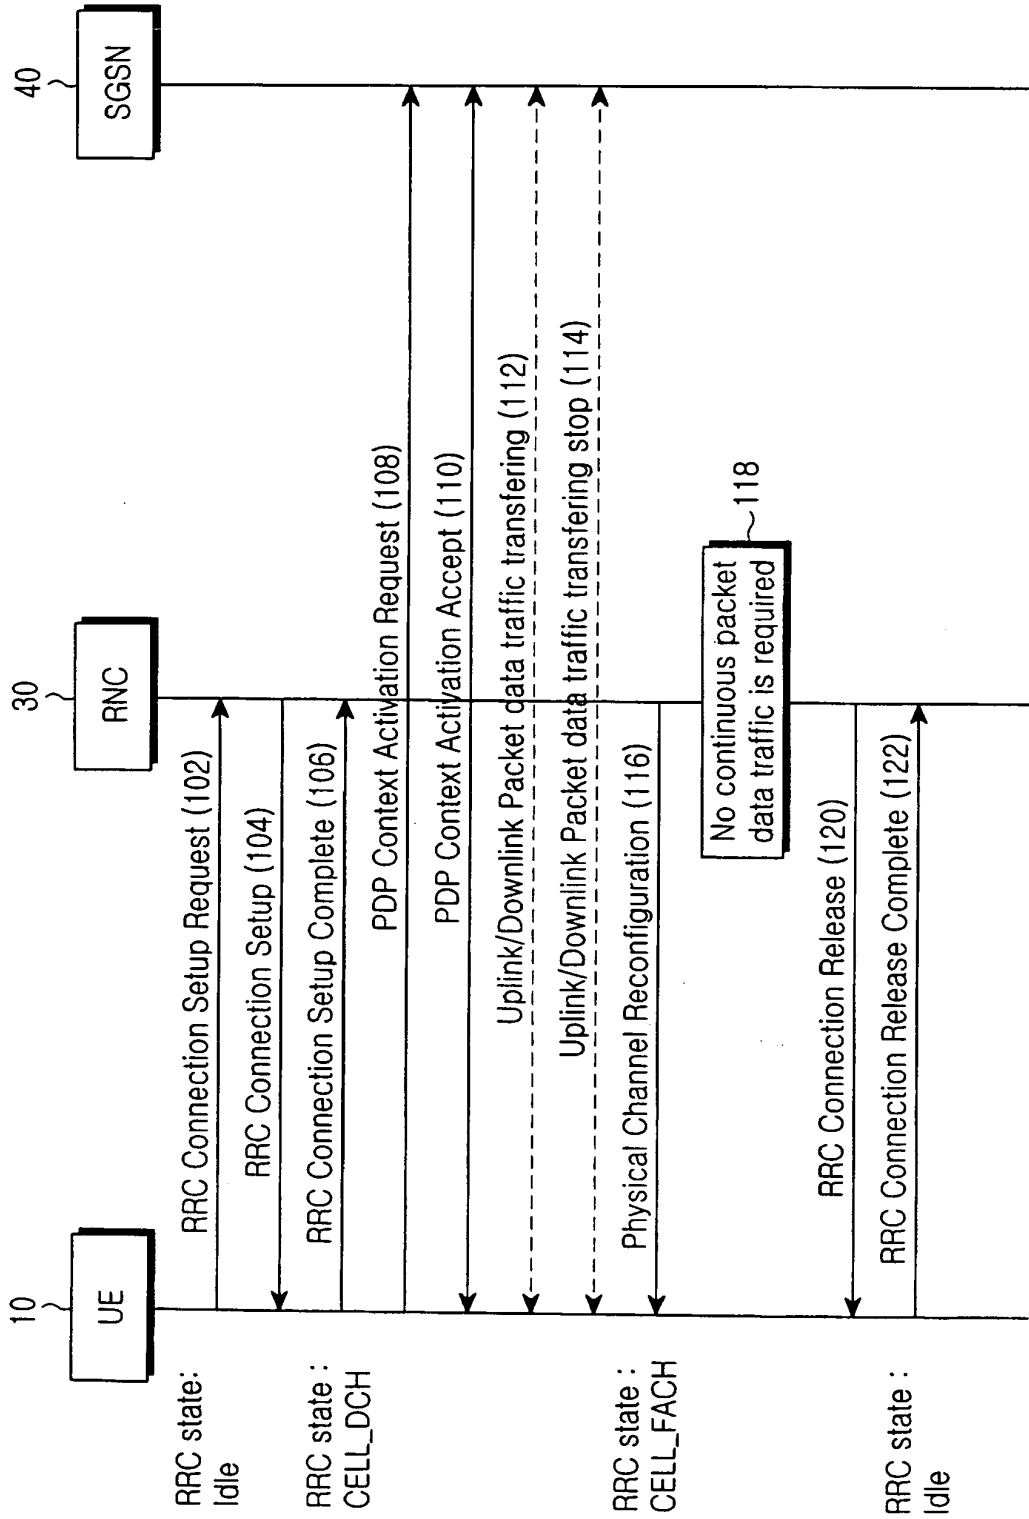 10
UE
30
RNC
40
SGSN
RRC state:
Idle
RRC Connection Setup Request (102)
RRC Connection Setup (104)
RRC state :
CELL_DCH
RRC Connection Setup Complete (106)
PDP Context Activation Request (108)
PDP Context Activation Accept (110)
Uplink/Downlink Packet data traffic transfering (112)
Uplink/Downlink Packet data traffic transfering stop (114)
RRC state :
CELL_FACH
Physical Channel Reconfiguration (116)
No continuous packet
data traffic is required
118
RRC Connection Release (120)
RRC Connection Release Complete (122)
RRC state :
Idle